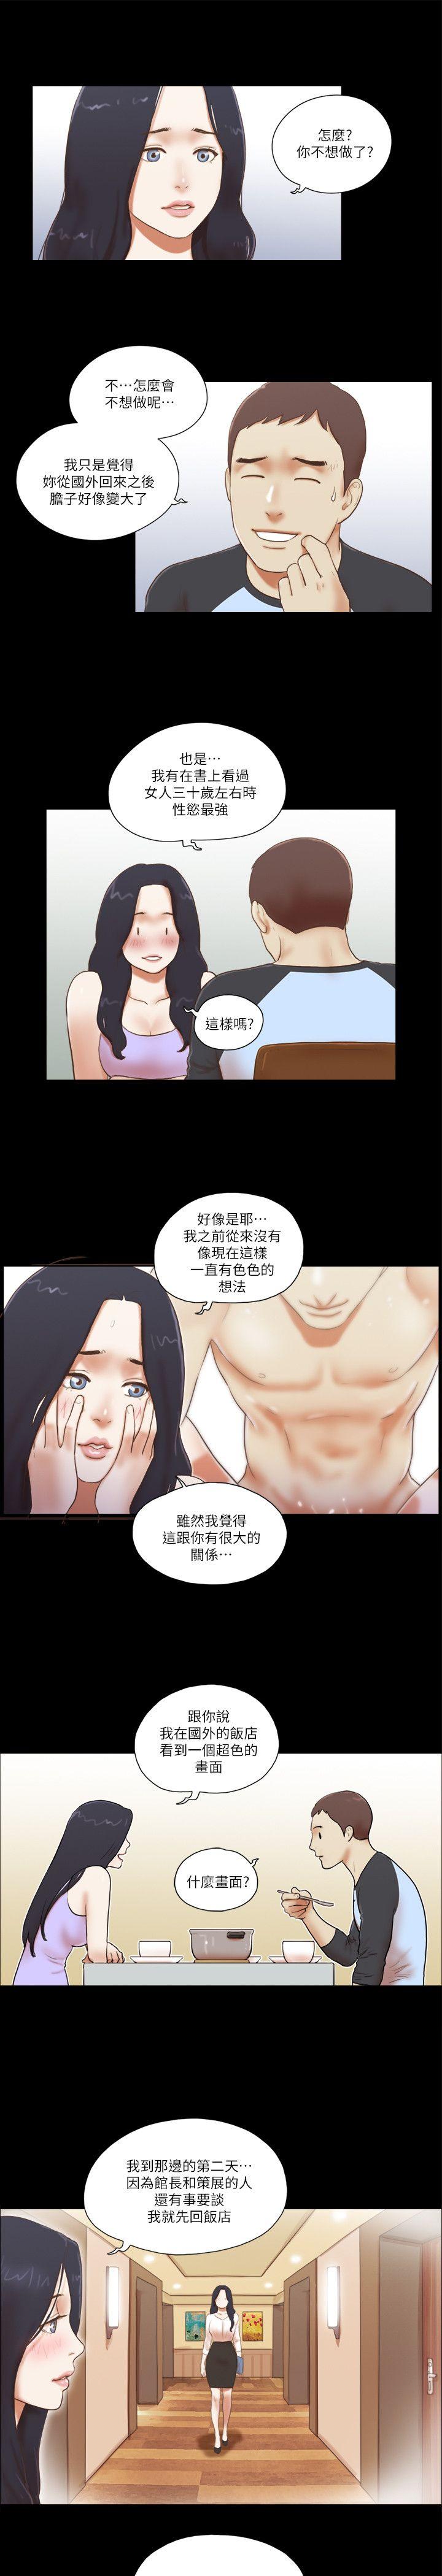 怎麼?
你不想做了?
不⋯怎麼會
不想做呢⋯
我只是覺得
妳從國外回來之後
膽子好像變大了
也是⋯
我有在書上看過
女人三十歲左右時
性慾最強
這樣嗎?
好像是耶⋯
我之前從來沒有
像現在這樣
一直有色色的
想法
雖然我覺得
這跟你有很大的
關係⋯
跟你說
我在國外的飯店
看到一個超色的
畫面
什麼畫面?
我到那邊的第二天⋯
因為館長和策展的人
還有事要談
我就先回飯店